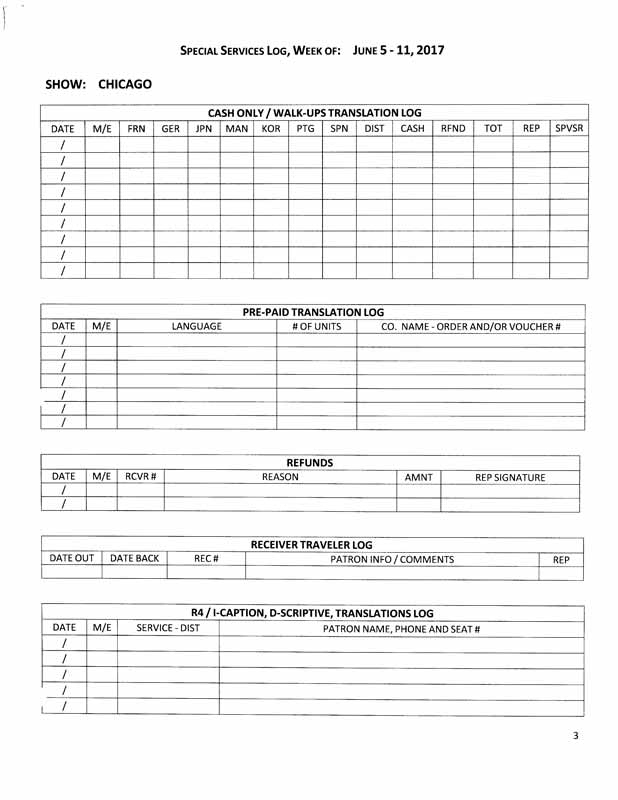 SPECIAL SERVICES LOG, WEEK OF: JUNE 5 - 11, 2017
SHOW: CHICAGO
CASH ONLY / WALK-UPS TRANSLATION LOG
DATE M/E FRN GER JPN MAN KOR PTG SPN DIST CASH RFND TOT REP SPVSR
/
/
/
/
/
/
/
/
/
PRE-PAID TRANSLATION LOG
DATE M/E LANGUAGE # OF UNITS CO. NAME - ORDER AND/OR VOUCHER #
/
/
/
/
/
/
/
REFUNDS
DATE M/E RCVR # REASON AMNT REP SIGNATURE
/
/
RECEIVER TRAVELER LOG
DATE OUT DATE BACK REC # PATRON INFO / COMMENTS REP
R4 / I-CAPTION, D-SCRIPTIVE, TRANSLATIONS LOG
DATE M/E SERVICE - DIST PATRON NAME, PHONE AND SEAT #
/
/
/
/
/
3